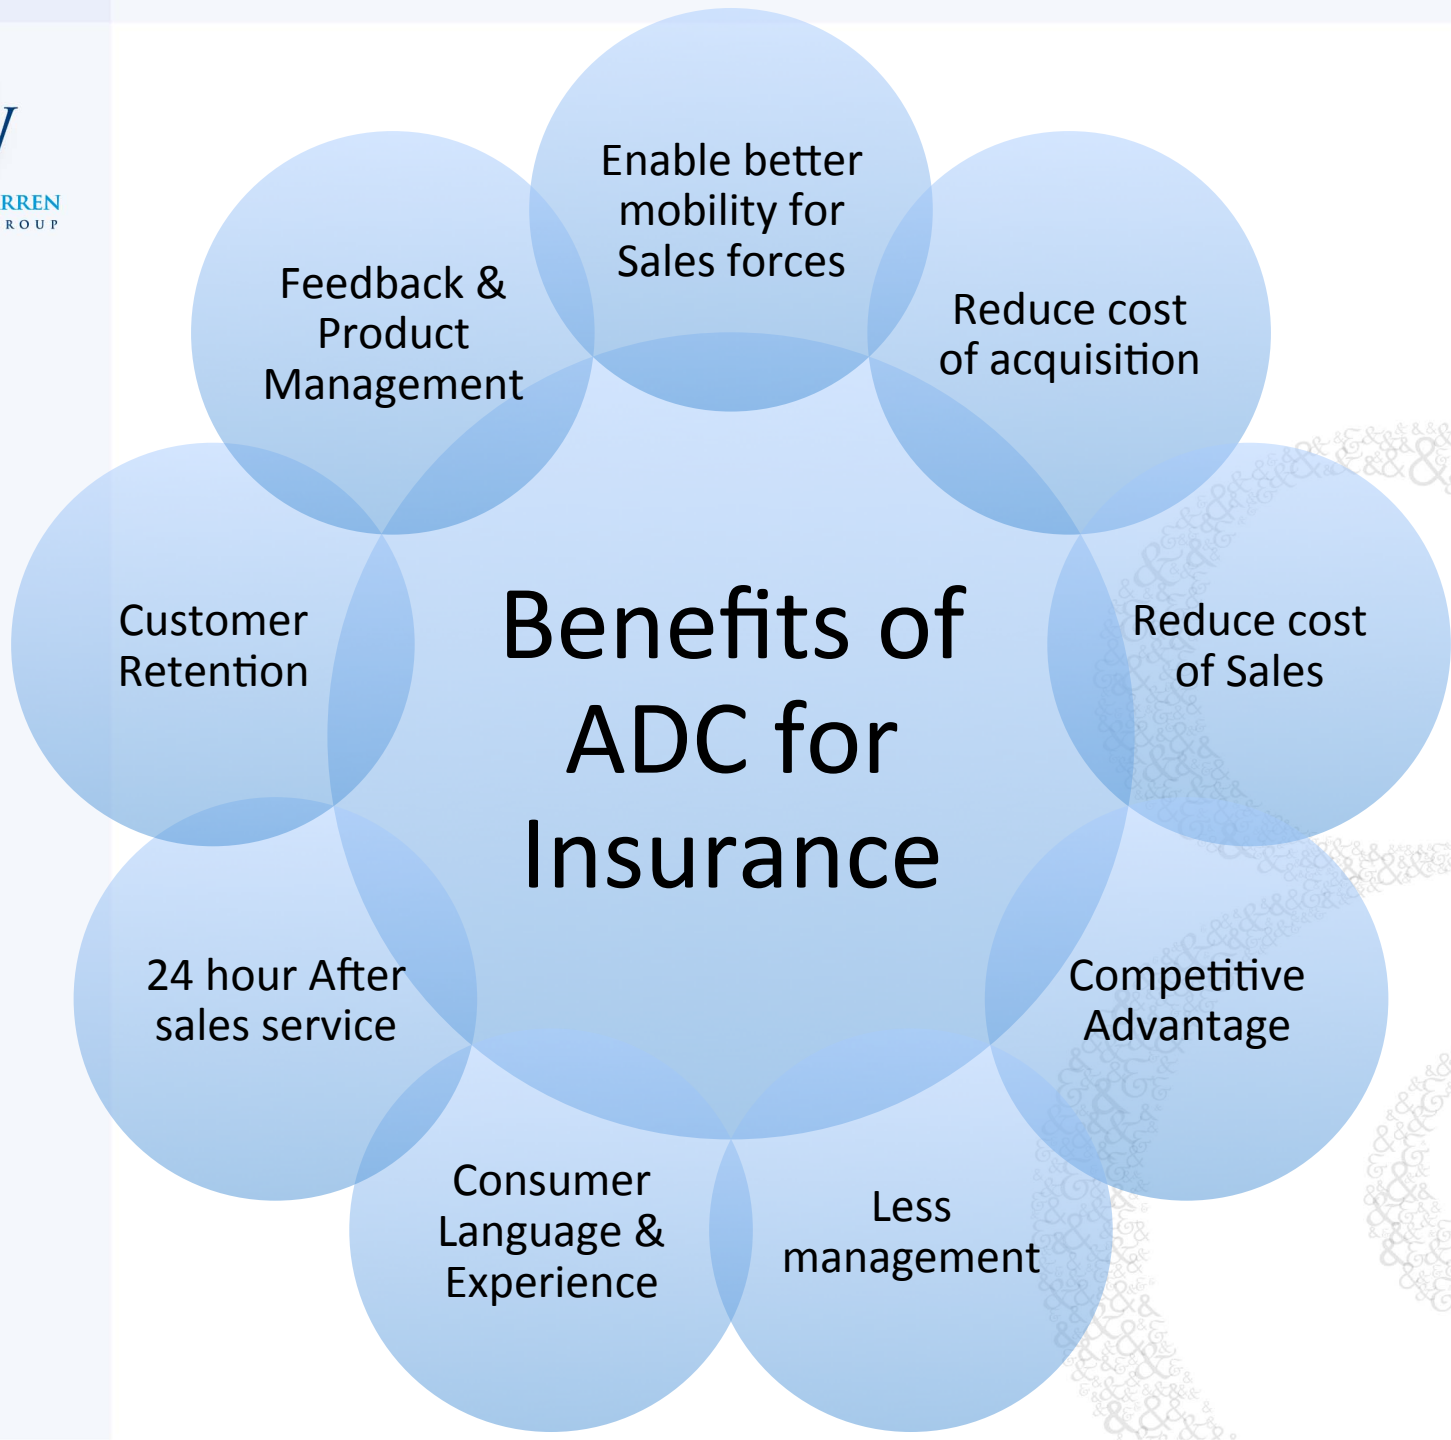 RREN
ROUP
Enable better
mobility for
Sales forces
Reduce cost
of acquisition
Reduce cost
of Sales
Competitive
Advantage
Less
management
Consumer
Language &
Experience
24 hour After
sales service
Customer
Retention
Feedback &
Product
Management
Benefits of
ADC for
Insurance